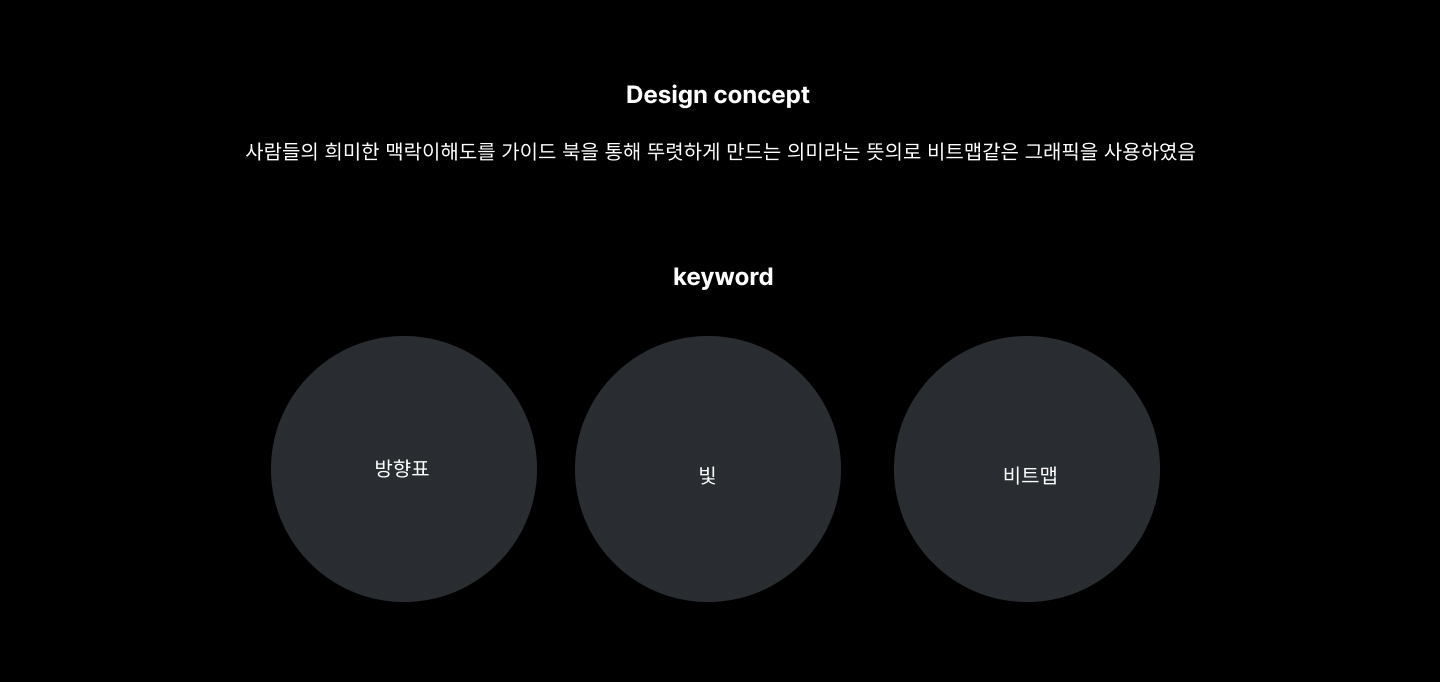 Design concept
사람들의 희미한 맥락이해도를 가이드 북을 통해 뚜렷하게 만드는 의미라는 뜻의로 비트맵같은 그래픽을 사용하였음
keyword
방향표
빛
비트맵